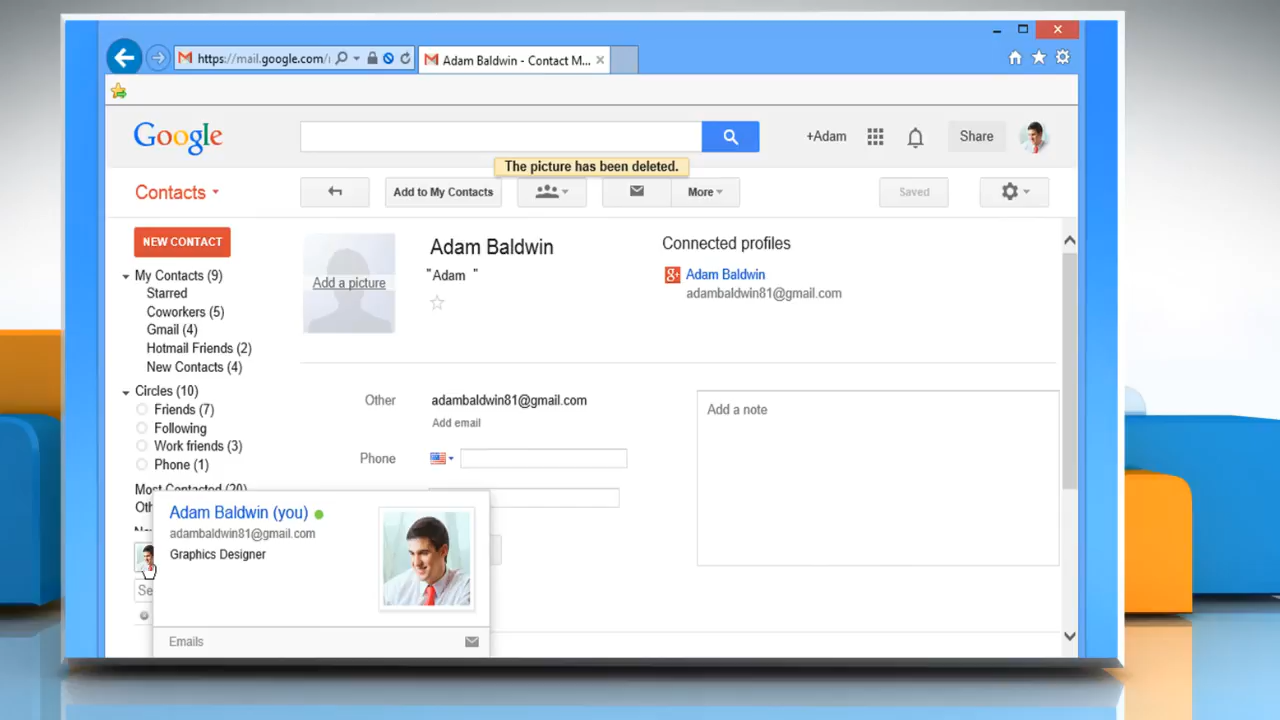 https://mail.google.com/
Adam Baldwin - Contact M...
Google
+Adam
Share
The picture has been deleted.
Contacts
Add to My Contacts
More
Saved
NEW CONTACT
My Contacts (9)
Starred
Coworkers (5)
Gmail (4)
Hotmail Friends (2)
New Contacts (4)
Circles (10)
Friends (7)
Following
Work friends (3)
Phone (1)
Most Contacted (20)
Add a picture
Adam Baldwin
"Adam "
Connected profiles
Adam Baldwin
adambaldwin81@gmail.com
Other
adambaldwin81@gmail.com
Add email
Phone
Add a note
Adam Baldwin (you)
adambaldwin81@gmail.com
Graphics Designer
Emails